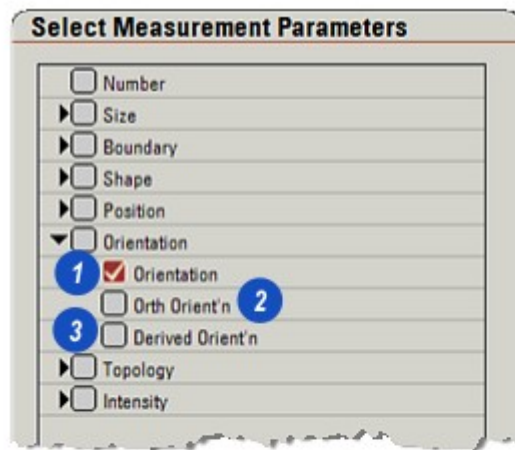 Select Measurement Parameters
Number
Size
Boundary
Shape
Position
Orientation
1 Orientation
Orth Orient'n 2
3 Derived Orient'n
Topology
Intensity